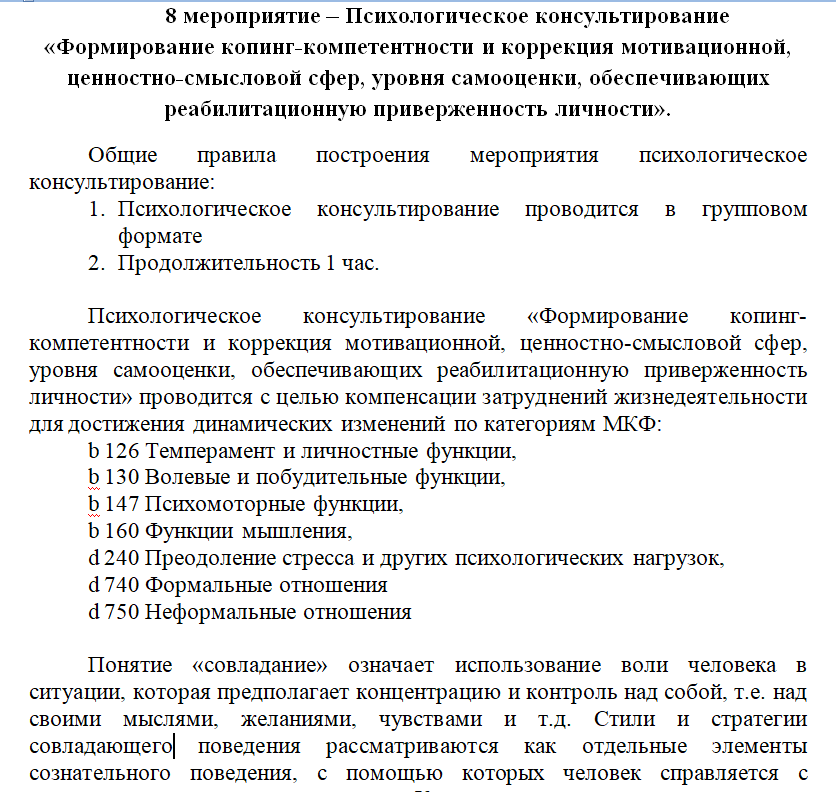 8 мероприятие – Психологическое консультирование
«Формирование копинг-компетентности и коррекция мотивационной,
ценностно-смысловой сфер, уровня самооценки, обеспечивающих
реабилитационную приверженность личности».
Общие правила построения мероприятия психологическое
консультирование:
1. Психологическое консультирование проводится в групповом
формате
2. Продолжительность 1 час.
Психологическое консультирование «Формирование копинг-
компетентности и коррекция мотивационной, ценностно-смысловой сфер,
уровня самооценки, обеспечивающих реабилитационную приверженность
личности» проводится с целью компенсации затруднений жизнедеятельности
для достижения динамических изменений по категориям МКФ:
b 126 Темперамент и личностные функции,
b 130 Волевые и побудительные функции,
b 147 Психомоторные функции,
b 160 Функции мышления,
d 240 Преодоление стресса и других психологических нагрузок,
d 740 Формальные отношения
d 750 Неформальные отношения
Понятие «совладание» означает использование воли человека в
ситуации, которая предполагает концентрацию и контроль над собой, т.е. над
своими мыслями, желаниями, чувствами и т.д. Стили и стратегии
совладающего поведения рассматриваются как отдельные элементы
сознательного поведения, с помощью которых человек справляется с